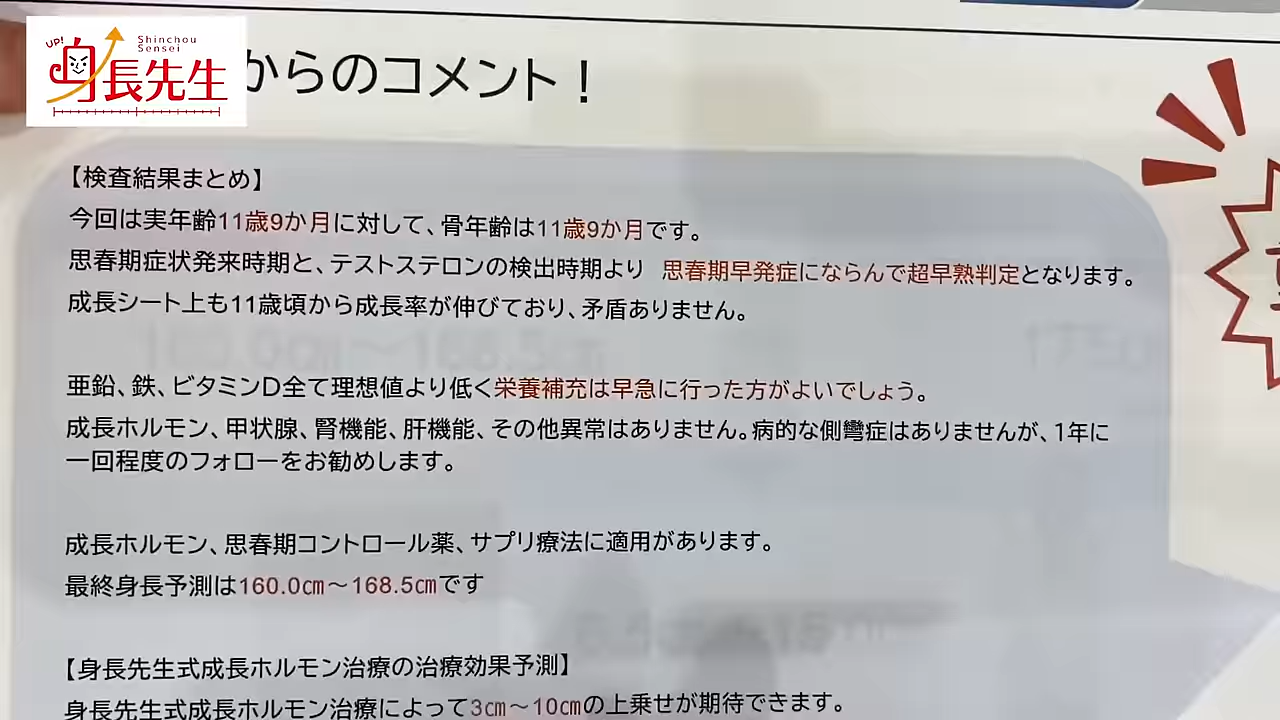 UP!
Shinchou
Sensei
身長先生
からのコメント！
【検査結果まとめ】
今回は実年齢11歳9か月に対して、骨年齢は11歳9か月です。
思春期症状発来時期と、テストステロンの検出時期より 思春期早発症にならんで超早熟判定となります。
成長シート上も11歳頃から成長率が伸びており、矛盾ありません。
亜鉛、鉄、ビタミンD全て理想値より低く栄養補充は早急に行った方がよいでしょう。
成長ホルモン、甲状腺、腎機能、肝機能、その他異常はありません。病的な側彎症はありませんが、1年に
一回程度のフォローをお勧めします。
成長ホルモン、思春期コントロール薬、サプリ療法に適用があります。
最終身長予測は160.0㎝～168.5㎝です
【身長先生式成長ホルモン治療の治療効果予測】
身長先生式成長ホルモン治療によって3㎝～10㎝の上乗せが期待できます。